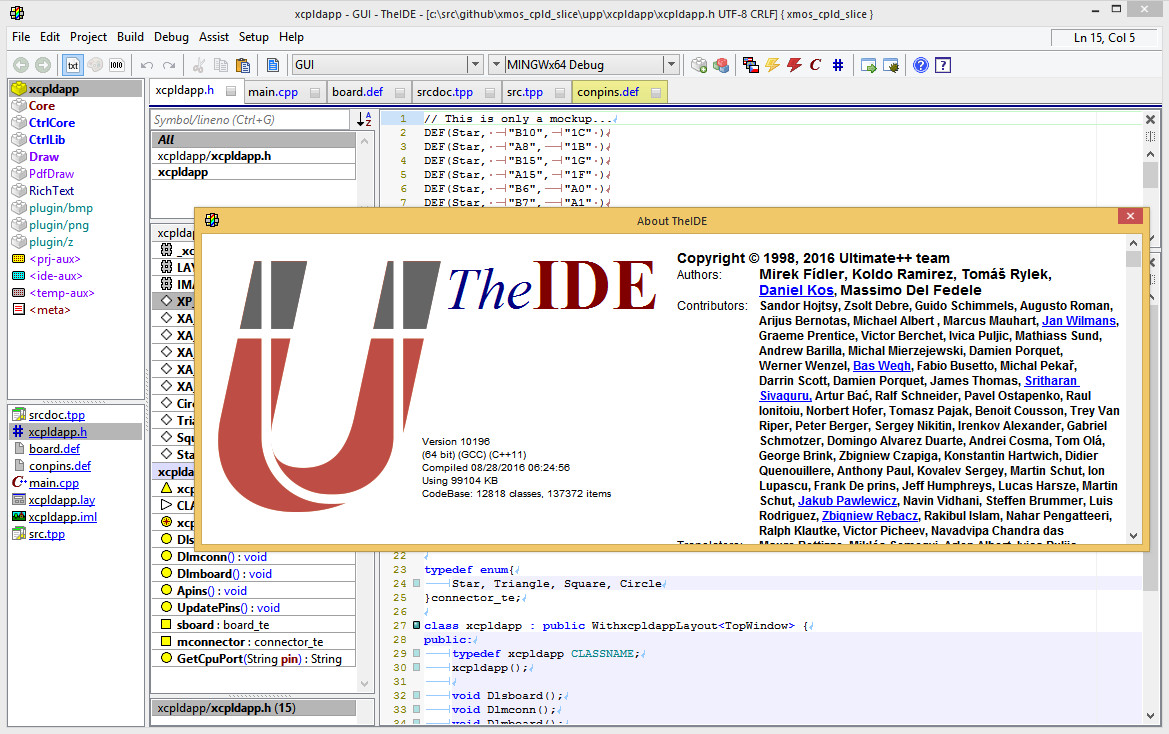 xcpldapp - GUI - TheIDE - [c:\src\github\xmos_cpld_slice\upp\xcpldapp\xcpldapp.h UTF-8 CRLF] { xmos_cpld_slice }
File Edit Project Build Debug Assist Setup Help
Ln 15, Col 5
txt
GUI
MINGWx64 Debug
xcpldapp
Core
CtrlCore
CtrlLib
Draw
PdfDraw
RichText
plugin/bmp
plugin/png
plugin/z
<prj-aux>
<ide-aux>
<temp-aux>
<meta>
srcdoc.tpp
xcpldapp.h
board.def
conpins.def
main.cpp
xcpldapp.lay
xcpldapp.iml
src.tpp
xcpldapp.h main.cpp board.def srcdoc.tpp src.tpp conpins.def
Symbol/lineno (Ctrl+G)
All
xcpldapp/xcpldapp.h
xcpldapp
1 // This is only a mockup...
2 DEF(Star, "B10", "1C" )
3 DEF(Star, "A8", "1B" )
4 DEF(Star, "B15", "1G" )
5 DEF(Star, "A15", "1F" )
6 DEF(Star, "B6", "A0" )
7 DEF(Star, "B7", "A1" )
About TheIDE
TheIDE
Version 10196
(64 bit) (GCC) (C++11)
Compiled 08/28/2016 06:24:56
Using 99104 KB
CodeBase: 12818 classes, 137372 items
Copyright © 1998, 2016 Ultimate++ team
Authors: Mirek Fídler, Koldo Ramirez, Tomáš Rylek,
Daniel Kos, Massimo Del Fedele
Contributors: Sandor Hojtsy, Zsolt Debre, Guido Schimmels, Augusto Roman,
Arijus Bernotas, Michael Albert , Marcus Mauhart, Jan Wilmans,
Graeme Prentice, Victor Berchet, Ivica Puljic, Mathiass Sund,
Andrew Barilla, Michal Mierzejewski, Damien Porquet,
Werner Wenzel, Bas Wegh, Fabio Busetto, Michal Pekař,
Darrin Scott, Damien Porquet, James Thomas, Sritharan
Sivaguru, Artur Bać, Ralf Schneider, Pavel Ostapenko, Raul
Ionitoiu, Norbert Hofer, Tomasz Pajak, Benoit Cousson, Trey Van
Riper, Peter Berger, Sergey Nikitin, Irenkov Alexander, Gabriel
Schmotzer, Domingo Alvarez Duarte, Andrei Cosma, Tom Olá,
George Brink, Zbigniew Czapiga, Konstantin Hartwich, Didier
Quenouillere, Anthony Paul, Kovalev Sergey, Martin Schut, Ion
Lupascu, Frank De prins, Jeff Humphreys, Lucas Harsze, Martin
Schut, Jakub Pawlewicz, Navin Vidhani, Steffen Brummer, Luis
Rodriguez, Zbigniew Rębacz, Rakibul Islam, Nahar Pengatteeri,
Ralph Klautke, Victor Picheev, Navadvipa Chandra das
xcpldap
XP_
XA_
XA_
XA_
XA_
XA_
Circ
Tria
Squ
Sta
xcplda
xcp
CLA
xcp
Dls
Dlmconn() : void
Dlmboard() : void
Apins() : void
UpdatePins() : void
sboard : board_te
mconnector : connector_te
GetCpuPort(String pin) : String
xcpldapp/xcpldapp.h (15)
22
23 typedef enum{
24 Star, Triangle, Square, Circle
25 }connector_te;
26
27 class xcpldapp : public WithxcpldappLayout<TopWindow> {
28 public:
29 typedef xcpldapp CLASSNAME;
30 xcpldapp();
31
32 void Dlsboard();
33 void Dlmconn();
34 void Dlmboard();